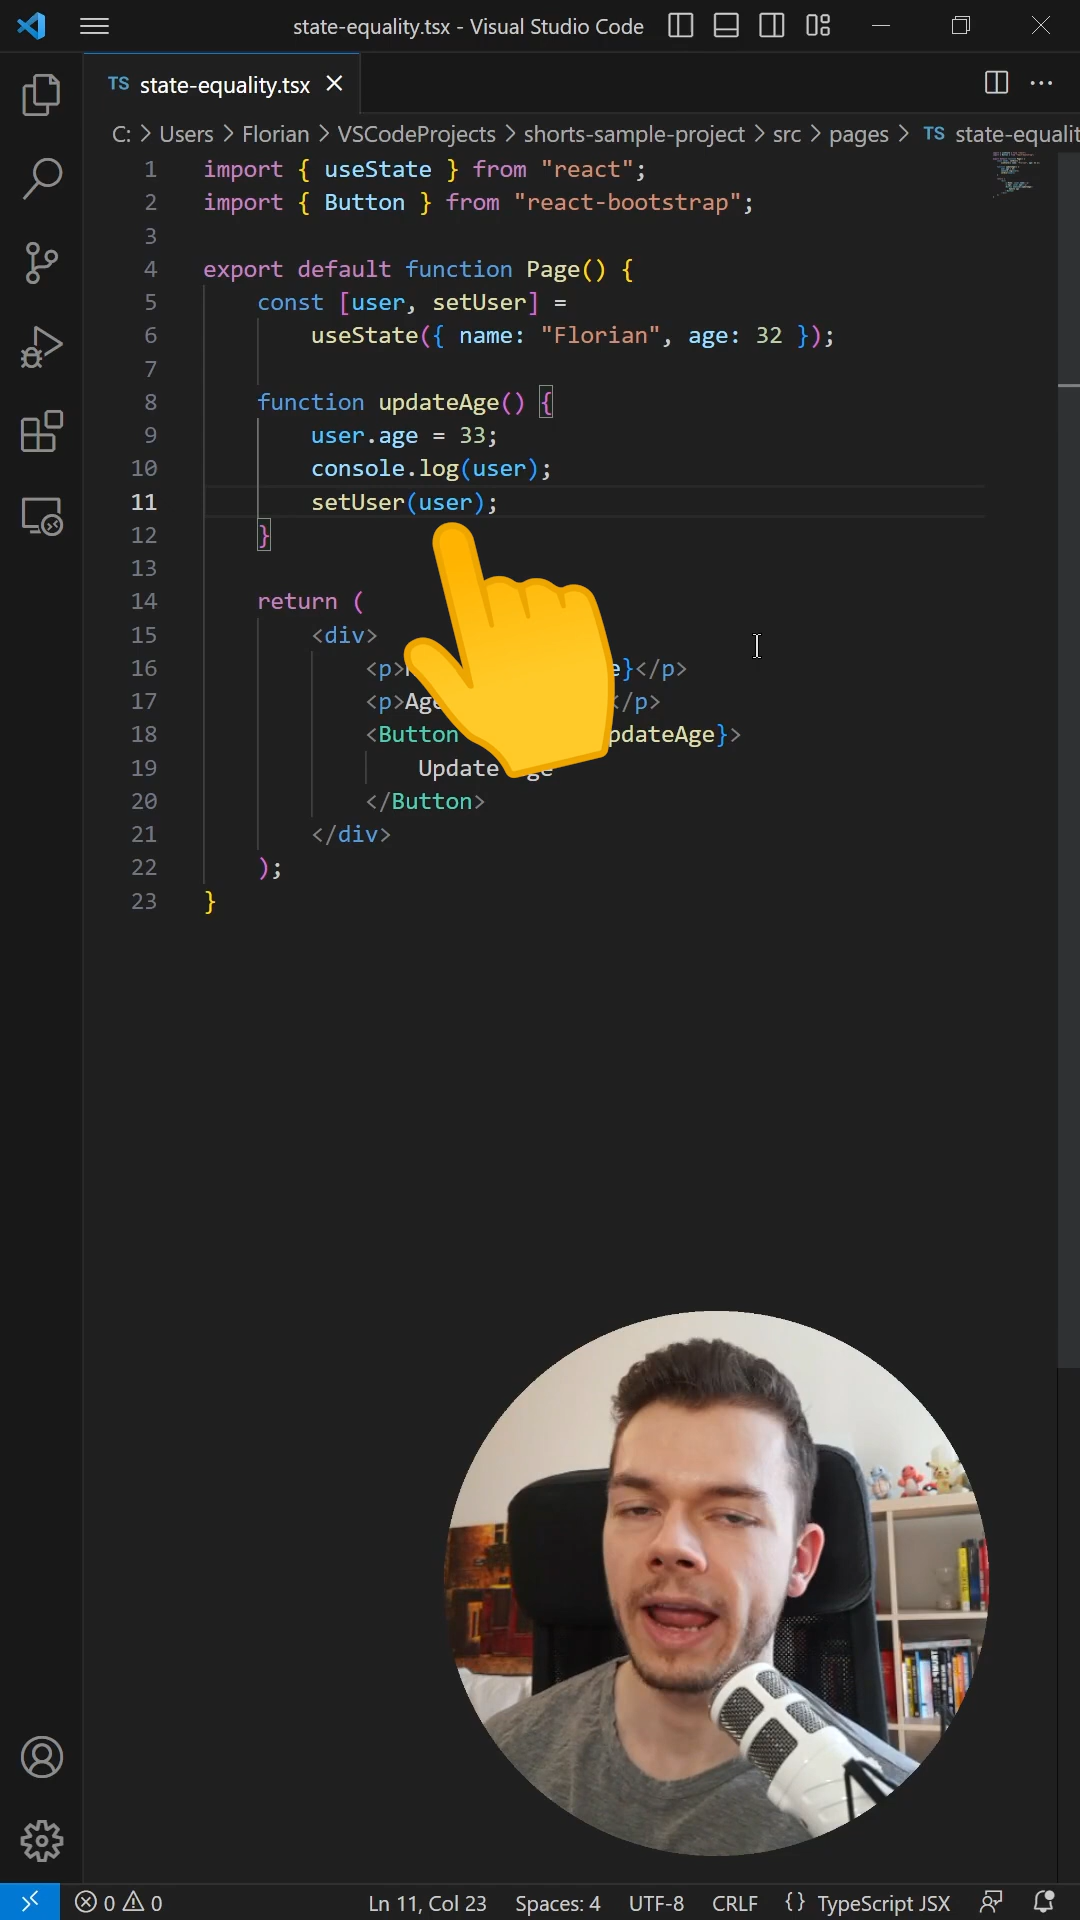 state-equality.tsx - Visual Studio Code
TS state-equality.tsx
C: > Users > Florian > VSCodeProjects > shorts-sample-project > src > pages > TS state-equalit
1 import { useState } from "react";
2 import { Button } from "react-bootstrap";
3
4 export default function Page() {
5 const [user, setUser] =
6 useState({ name: "Florian", age: 32 });
7
8 function updateAge() {
9 user.age = 33;
10 console.log(user);
11 setUser(user);
12 }
13
14 return (
15 <div>
16 <p> e}</p>
17 <p>Age </p>
18 <Button pdateAge}>
19 Update ge
20 </Button>
21 </div>
22 );
23 }
0 0 Ln 11, Col 23 Spaces: 4 UTF-8 CRLF {} TypeScript JSX